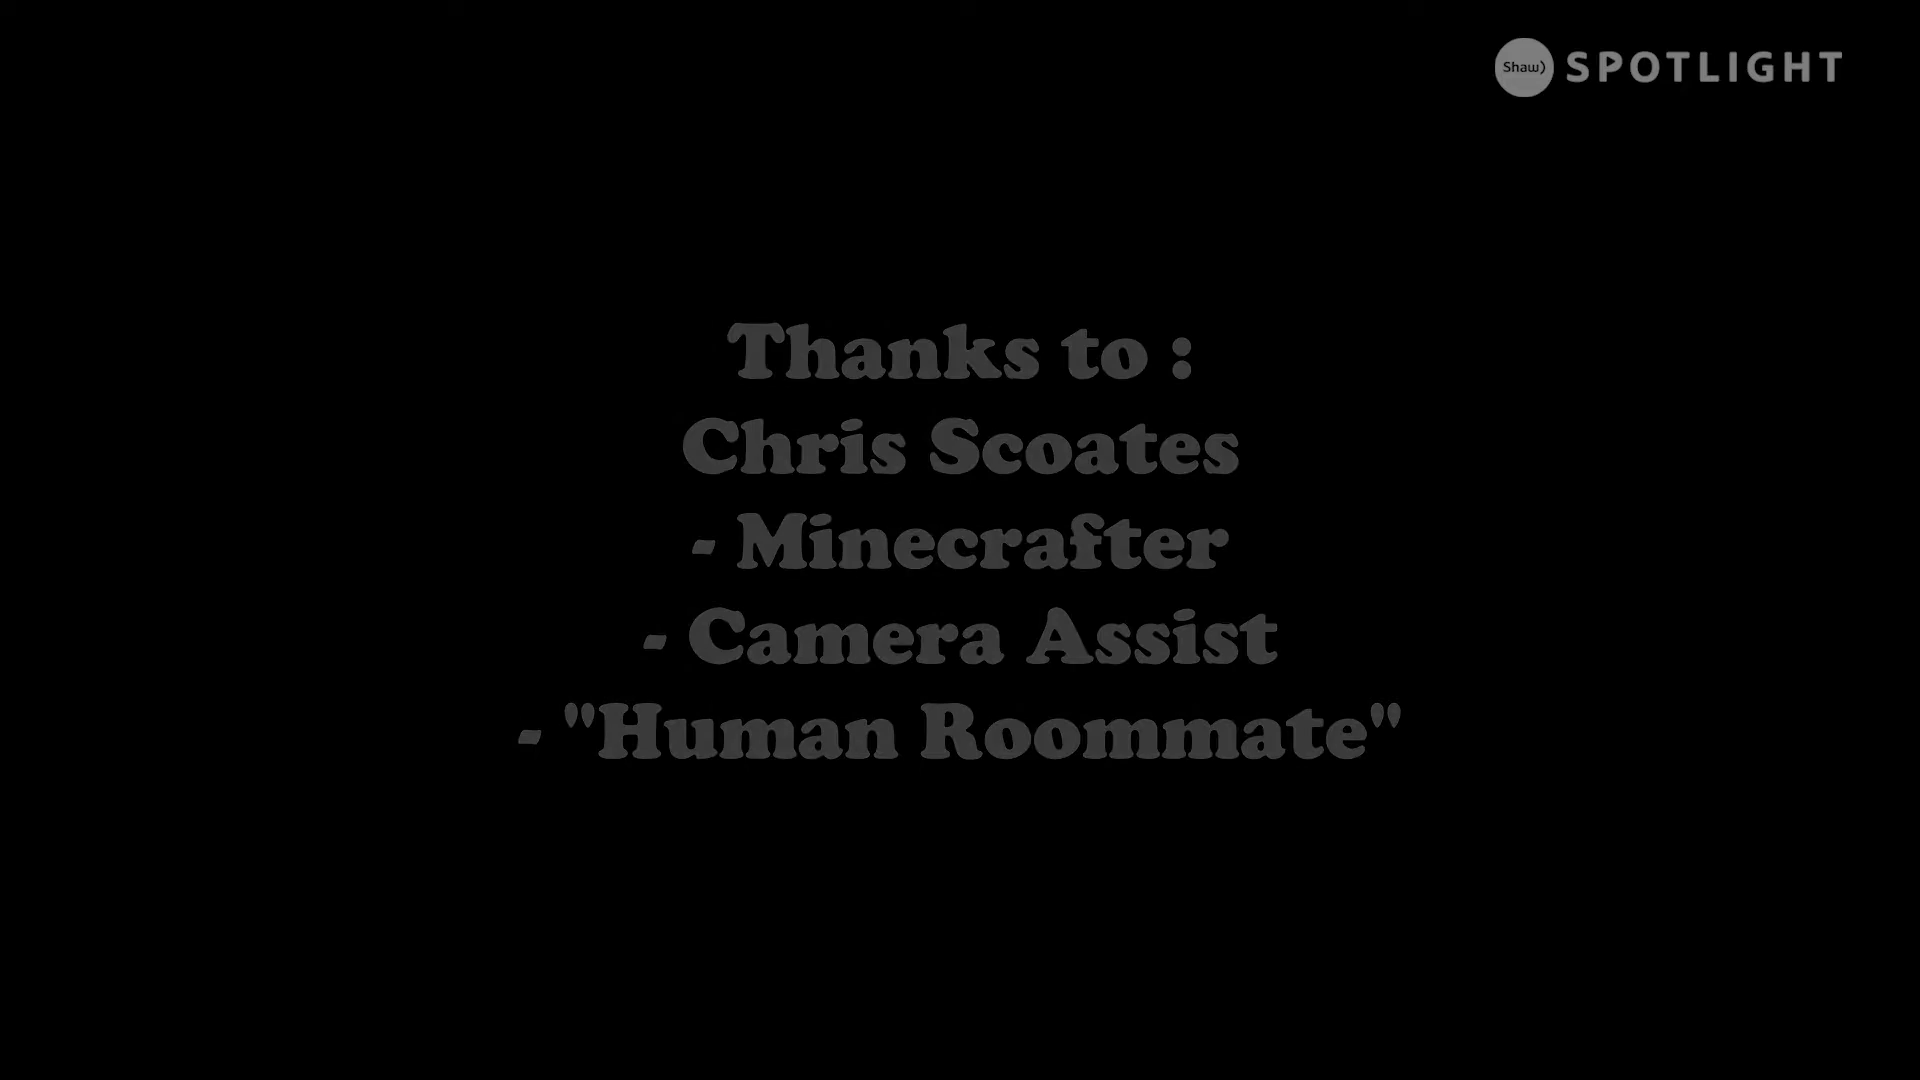 Shaw) SPOTLIGHT
Thanks to :
Chris Scoates
- Minecrafter
- Camera Assist
- "Human Roommate"